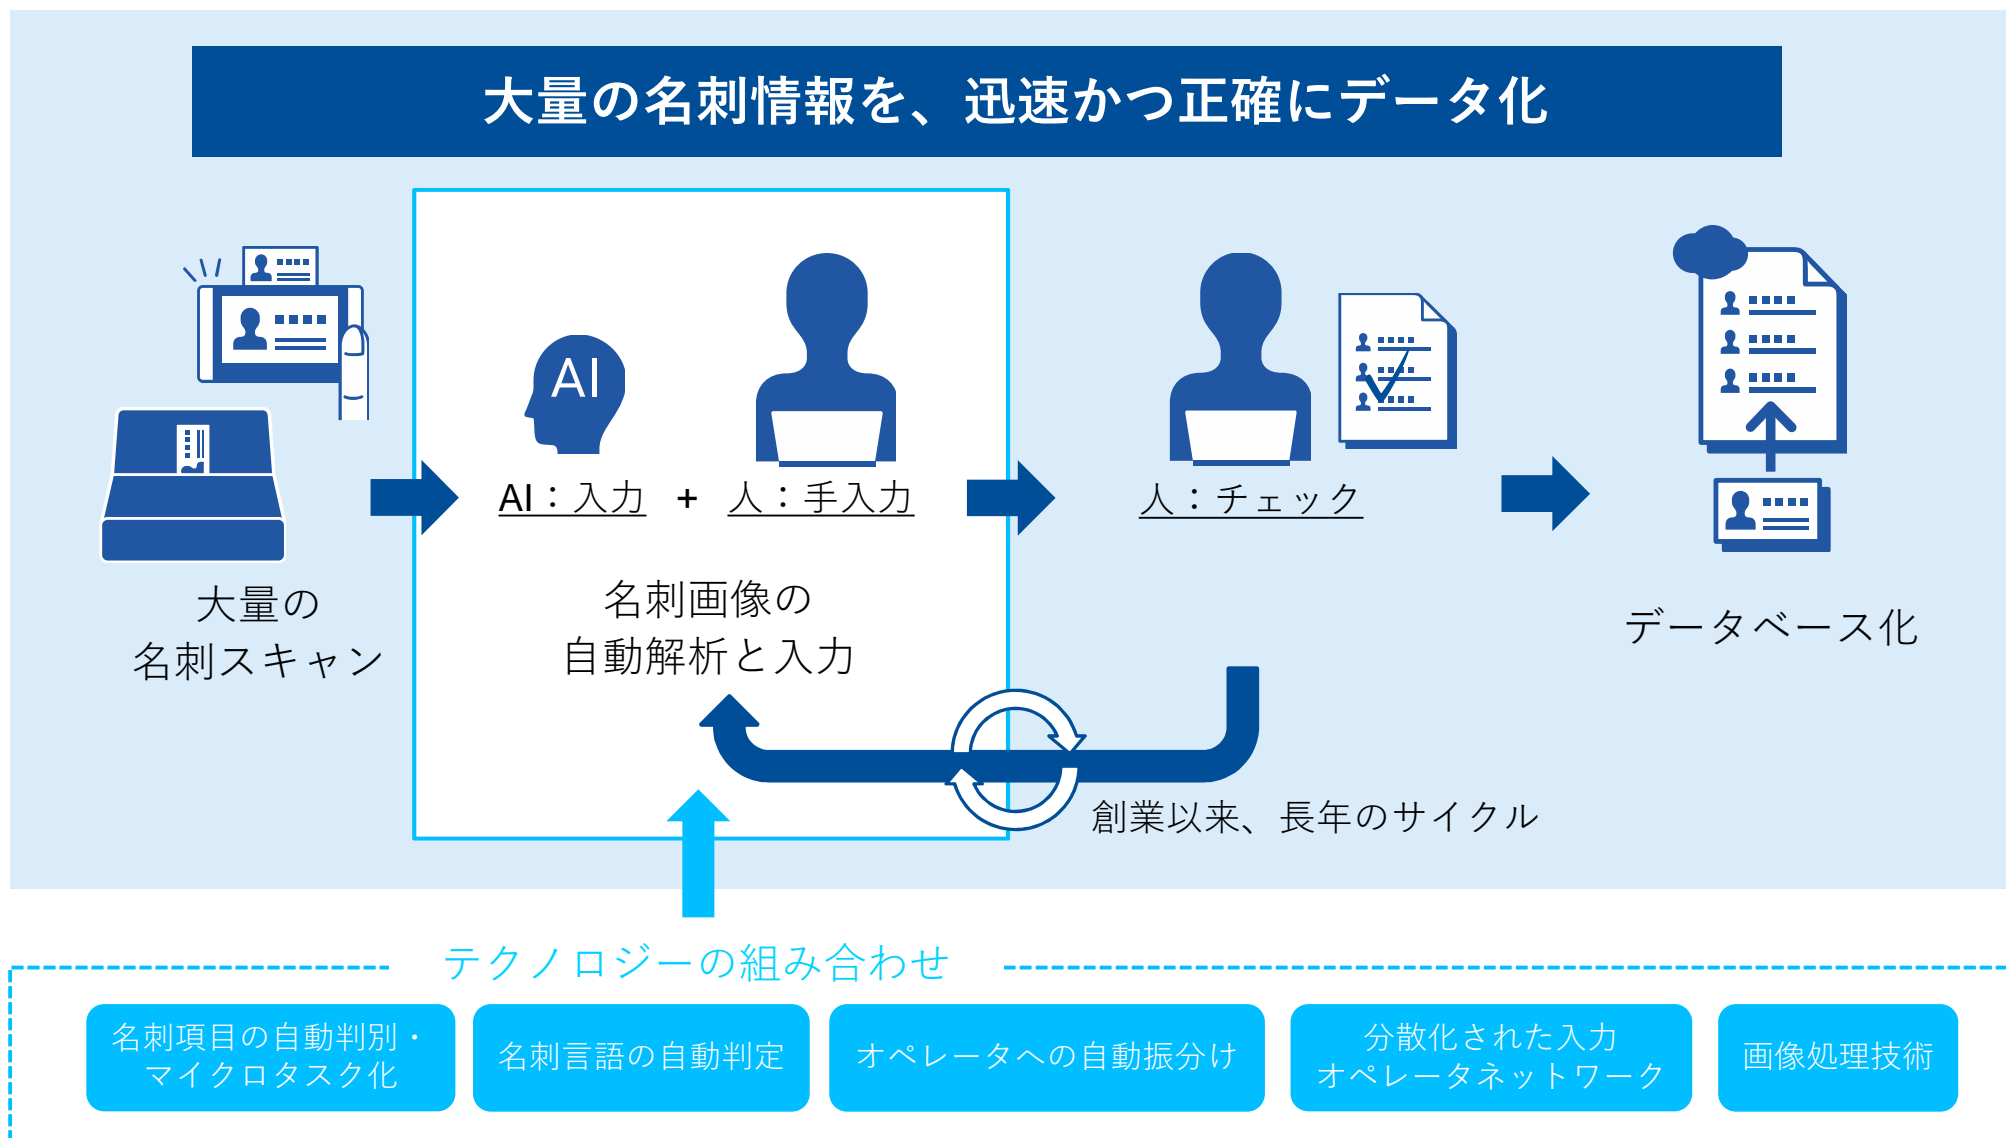 大量の名刺情報を、迅速かつ正確にデータ化
AI
AI：入力 + 人：手入力
人：チェック
大量の
名刺スキャン
名刺画像の
自動解析と入力
データベース化
創業以来、長年のサイクル
テクノロジーの組み合わせ
名刺項目の自動判別・
マイクロタスク化
名刺言語の自動判定
オペレータへの自動振分け
分散化された入力
オペレータネットワーク
画像処理技術